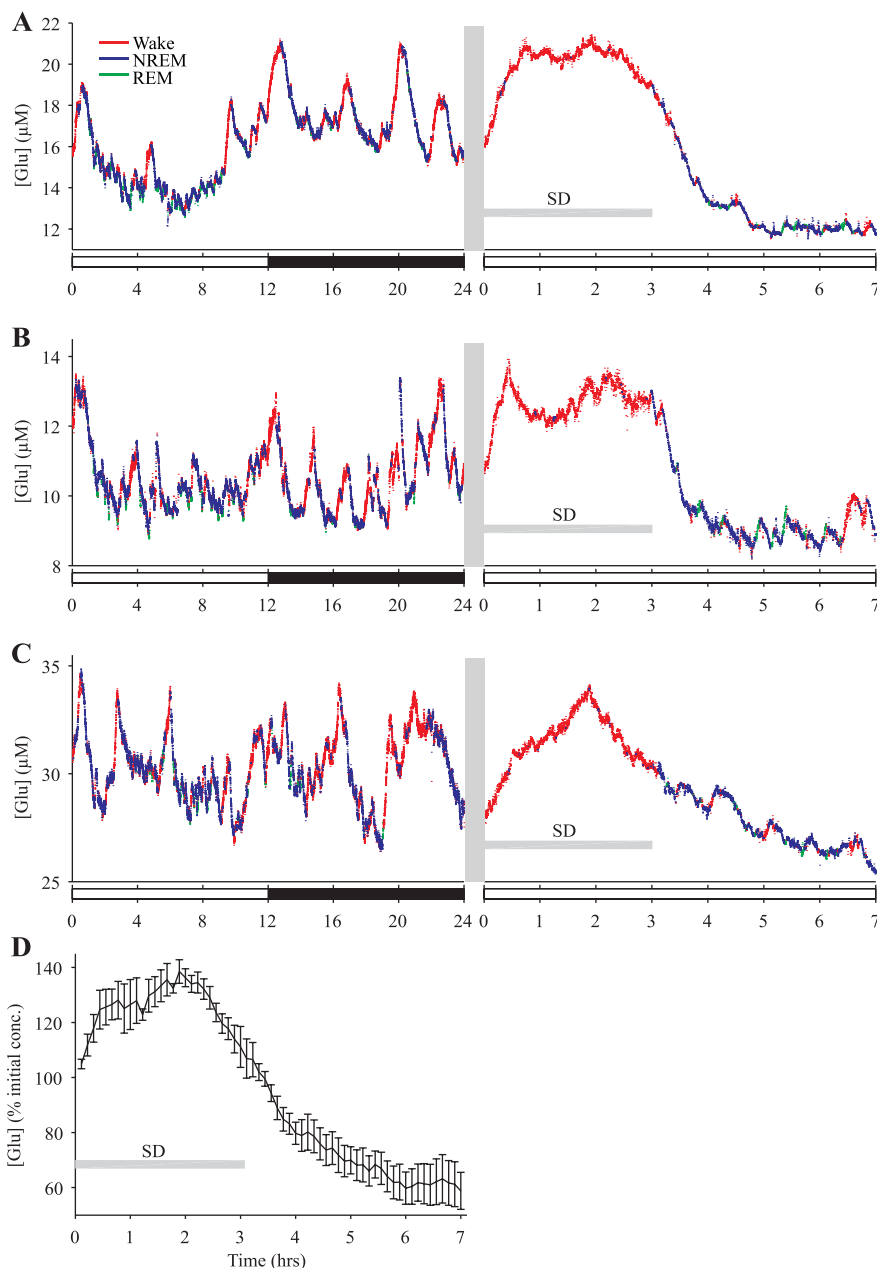 A
[Glu] (µM)
22
20
18
16
14
12
Wake
NREM
REM
SD
0 4 8 12 16 20 24 0 1 2 3 4 5 6 7
B
[Glu] (µM)
14
12
10
8
SD
0 4 8 12 16 20 24 0 1 2 3 4 5 6 7
C
[Glu] (µM)
35
30
25
SD
0 4 8 12 16 20 24 0 1 2 3 4 5 6 7
D
[Glu] (% initial conc.)
140
120
100
80
60
SD
0 1 2 3 4 5 6 7
Time (hrs)